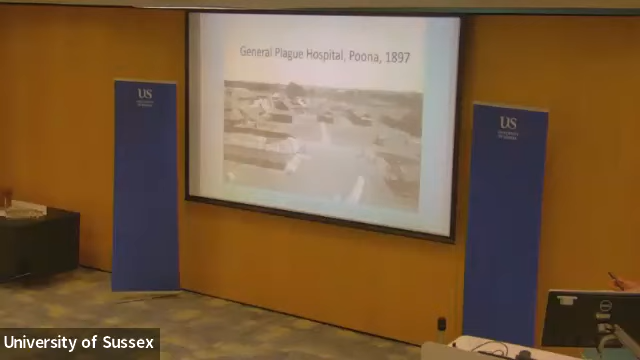 General Plague Hospital, Poona, 1897
US
US
University of Sussex